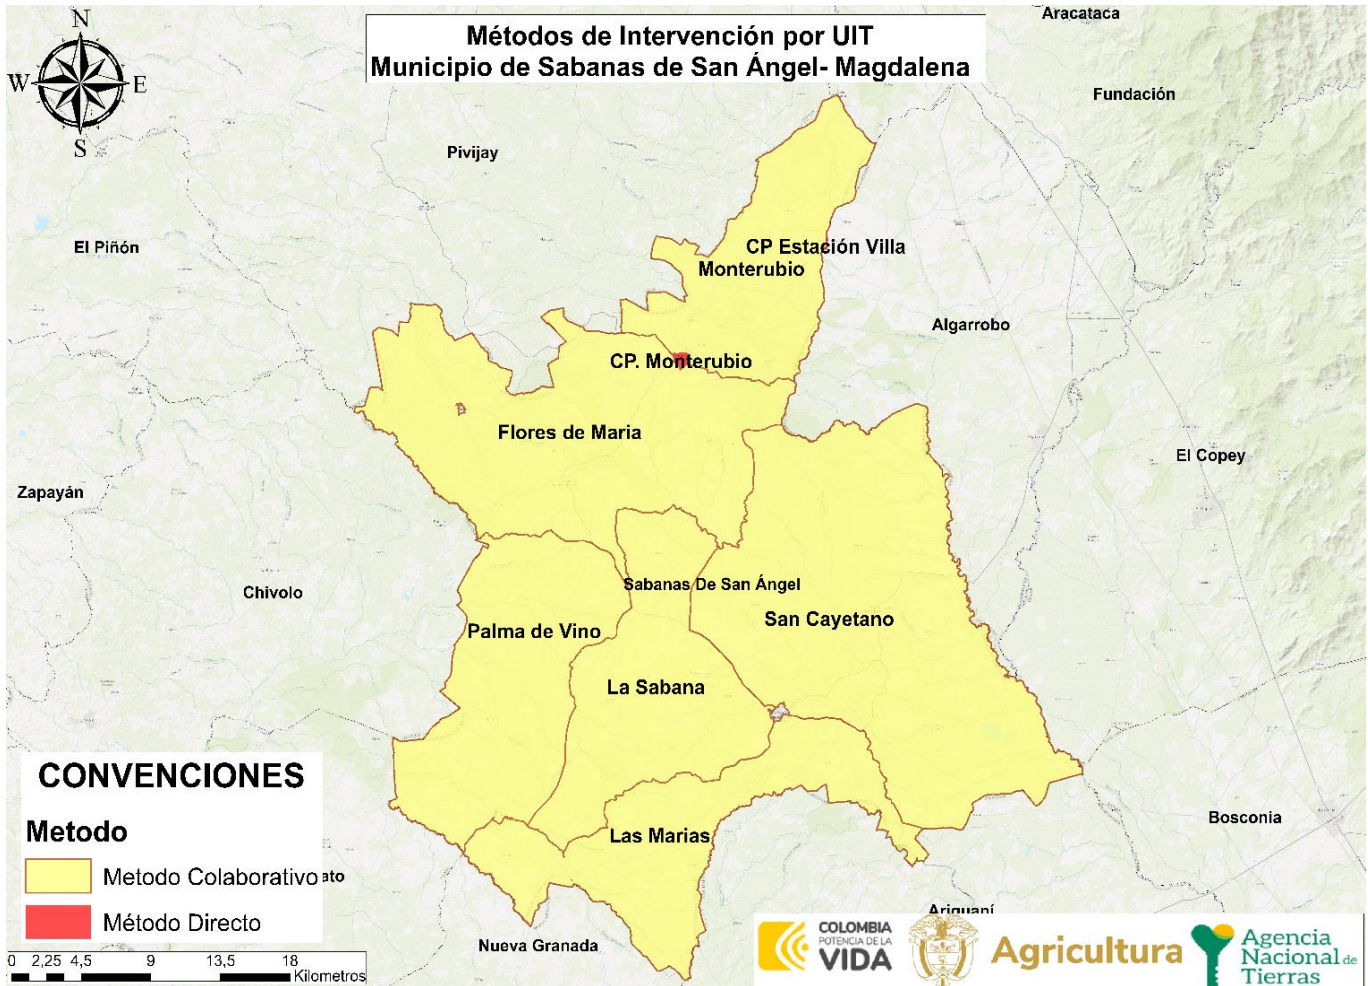 Métodos de Intervención por UIT
Municipio de Sabanas de San Ángel- Magdalena
N
W
E
S
Aracataca
Fundación
Pivijay
El Piñón
CP Estación Villa
Monterubio
Algarrobo
CP. Monterubio
Flores de Maria
El Copey
Zapayán
Sabanas De San Ángel
Chivolo
San Cayetano
Palma de Vino
La Sabana
Bosconia
Las Marias
Ariguaní
Nueva Granada
CONVENCIONES
Metodo
Metodo Colaborativo
ato
Método Directo
0 2,25 4,5 9 13,5 18
Kilometros
COLOMBIA
POTENCIA DE LA
VIDA
Agricultura
Agencia
Nacional de
Tierras